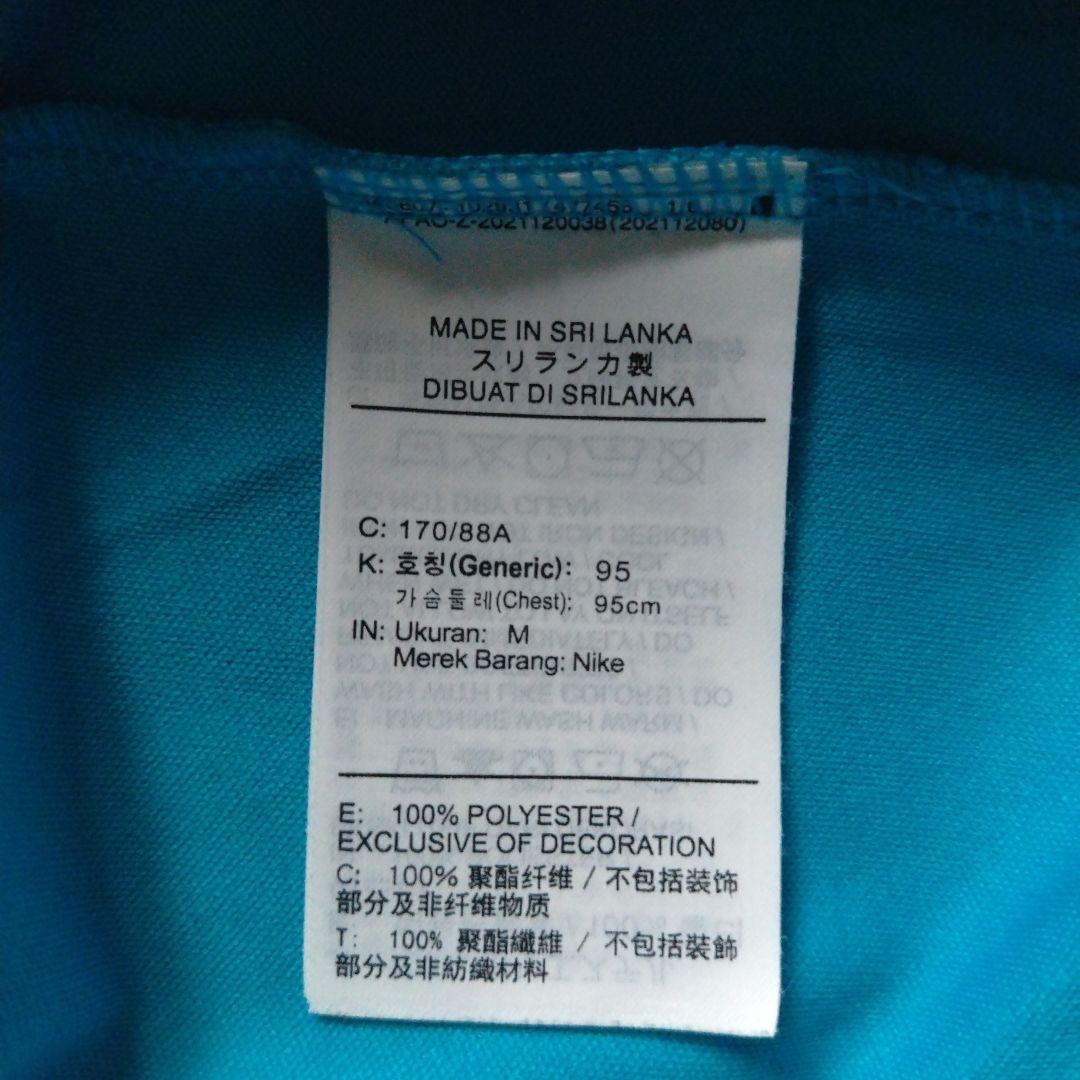 PAC-Z-2021120038(202112080)
MADE IN SRI LANKA
スリランカ製
DIBUAT DI SRILANKA
C: 170/88A
K: 호칭(Generic): 95
가슴둘레(Chest): 95cm
IN: Ukuran: M
Merek Barang: Nike
E: 100% POLYESTER /
EXCLUSIVE OF DECORATION
C: 100% 聚酯纤维 / 不包括装饰
部分及非纤维物质
T: 100% 聚酯纖維 / 不包括裝飾
部分及非紡織材料